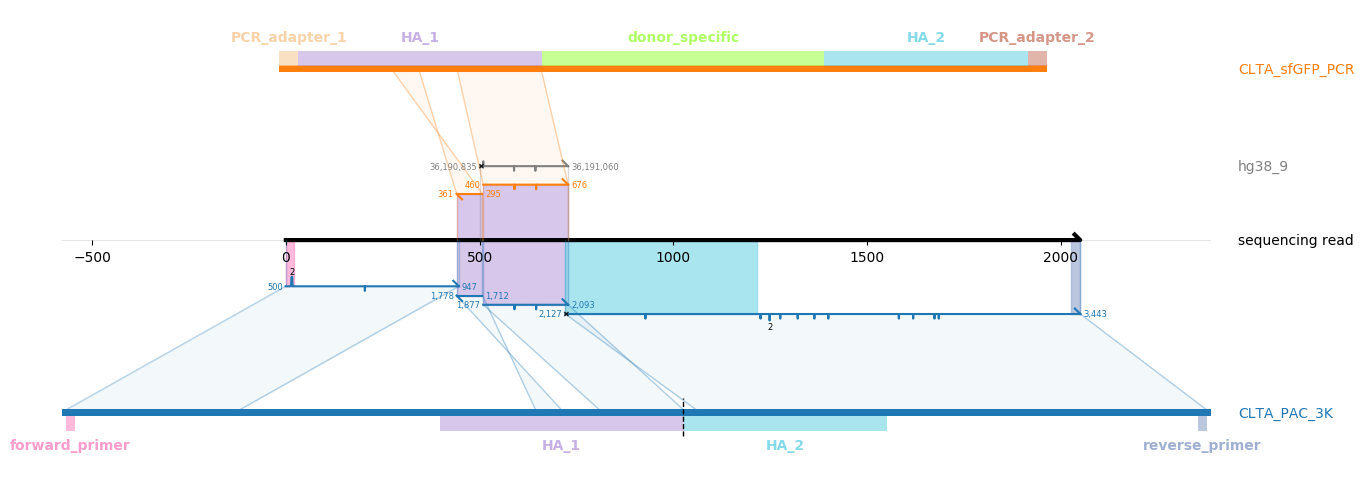 PCR_adapter_1 HA_1 donor_specific HA_2 PCR_adapter_2
CLTA_sfGFP_PCR
36,190,835 36,191,060 hg38_9
460 676
361 295
sequencing read
−500 0 500 1000 1500 2000
2
500 947
1,778 1,712
1,877 2,093
2,127 3,443
2
CLTA_PAC_3K
forward_primer HA_1 HA_2 reverse_primer